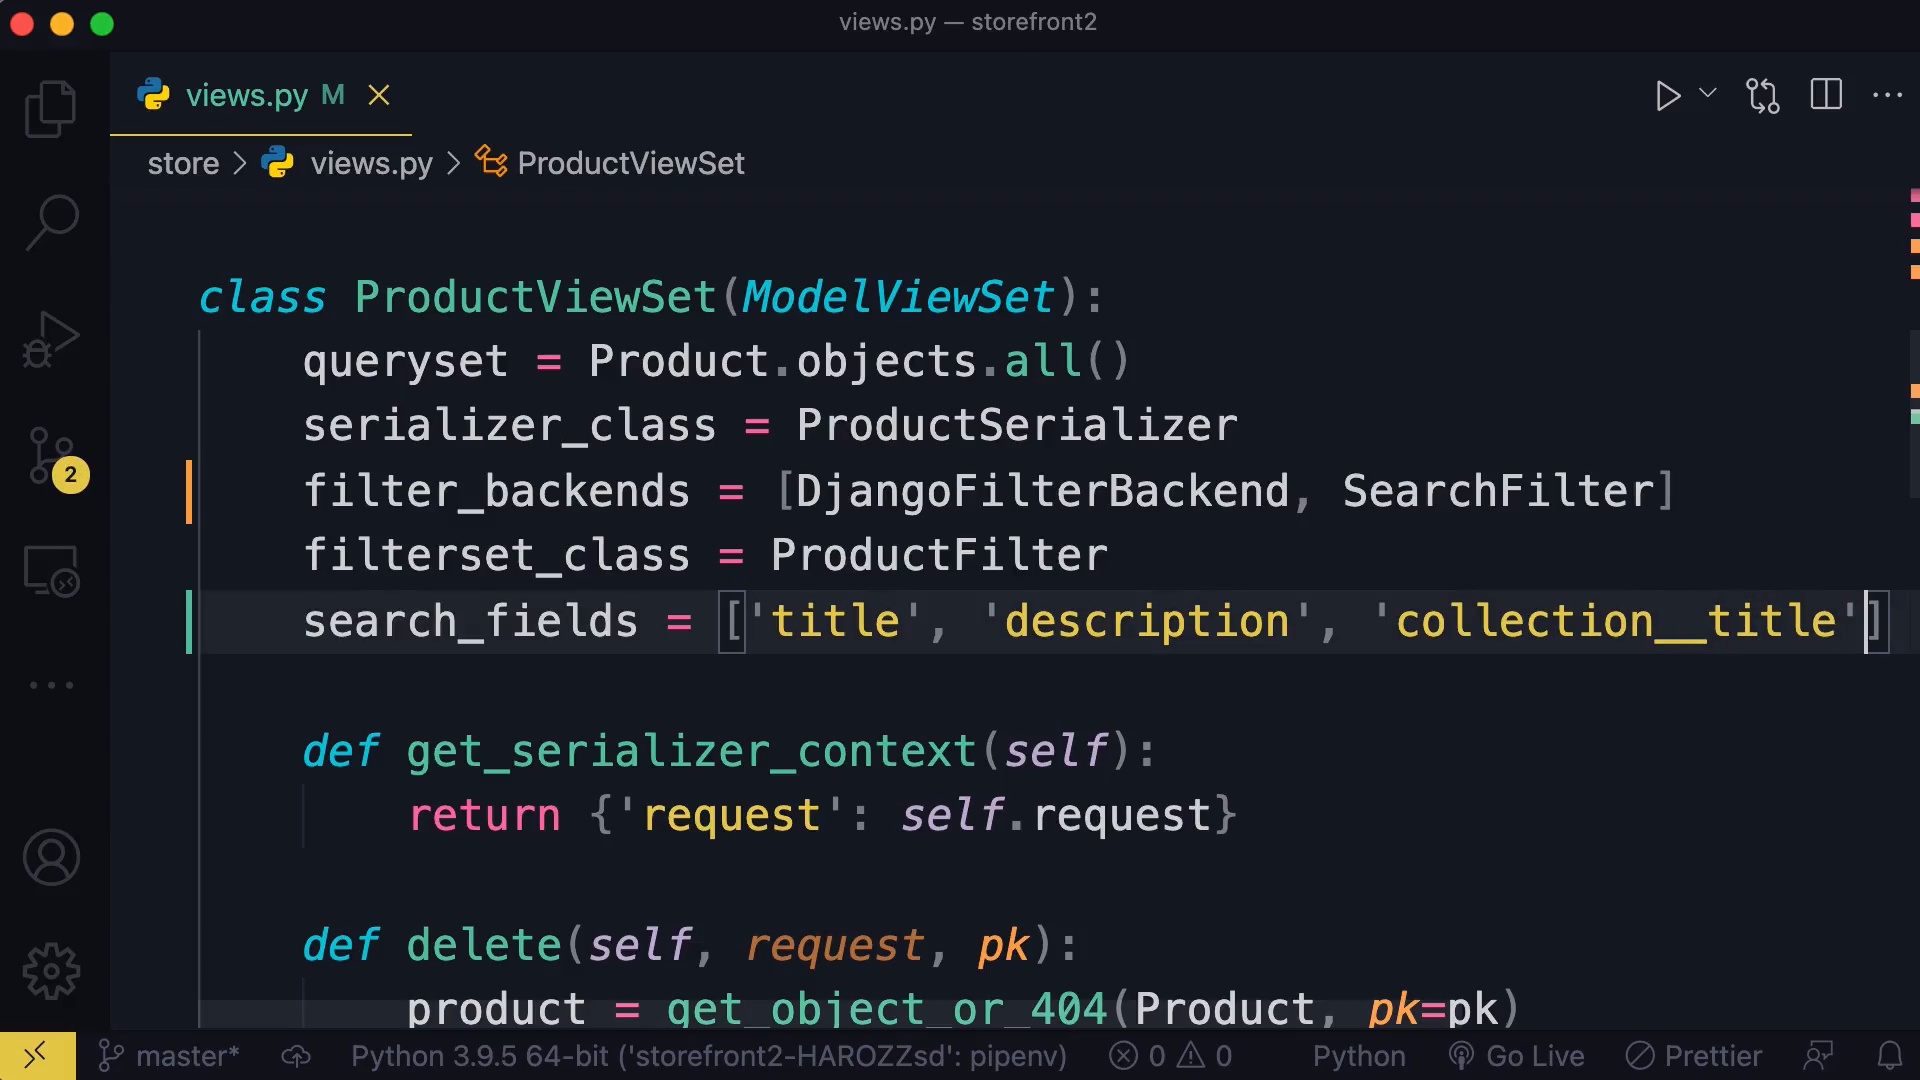 views.py — storefront2
views.py M
store > views.py > ProductViewSet
class ProductViewSet(ModelViewSet):
queryset = Product.objects.all()
serializer_class = ProductSerializer
filter_backends = [DjangoFilterBackend, SearchFilter]
filterset_class = ProductFilter
search_fields = ['title', 'description', 'collection__title']
def get_serializer_context(self):
return {'request': self.request}
def delete(self, request, pk):
product = get_object_or_404(Product, pk=pk)
2
master* Python 3.9.5 64-bit ('storefront2-HAROZZsd': pipenv) 0 0 Python Go Live Prettier